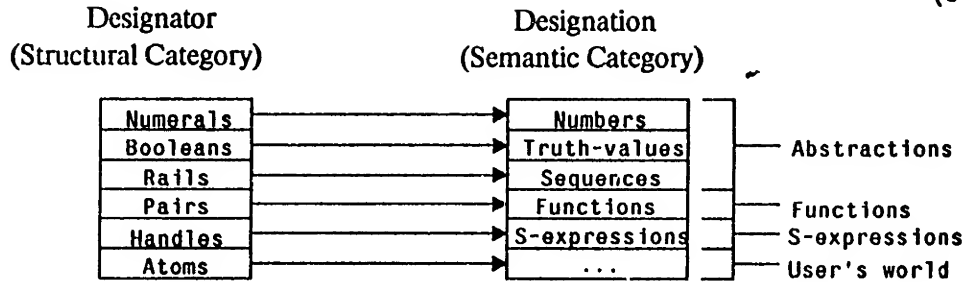 Designator
(Structural Category)
Designation
(Semantic Category)
Numerals
Numbers
Booleans
Truth-values
Abstractions
Rails
Sequences
Pairs
Functions
Functions
Handles
S-expressions
S-expressions
Atoms
...
User's world